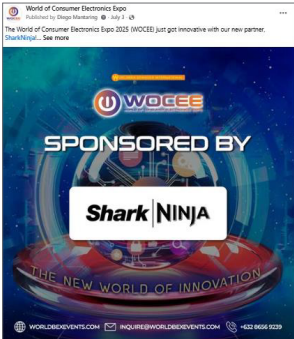 World of Consumer Electronics Expo
Published by Diego Mantaring · July 3 ·
The World of Consumer Electronics Expo 2025 (WOCEE) just got innovative with our new partner,
SharkNinja!... See more
WOCEE
SPONSORED BY
Shark | NINJA
THE NEW WORLD OF INNOVATION
WORLDBEXEVENTS.COM
INQUIRE@WORLDBEXEVENTS.COM
+632 8656 9239